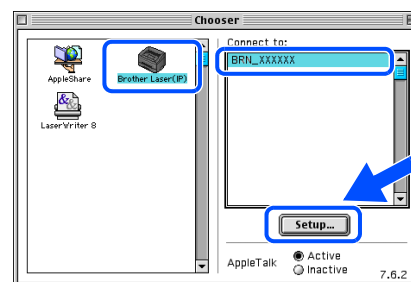 Chooser
AppleShare
Brother Laser(IP)
LaserWriter 8
Connect to:
BRN_XXXXXX
Setup...
AppleTalk
Active
Inactive
7.6.2